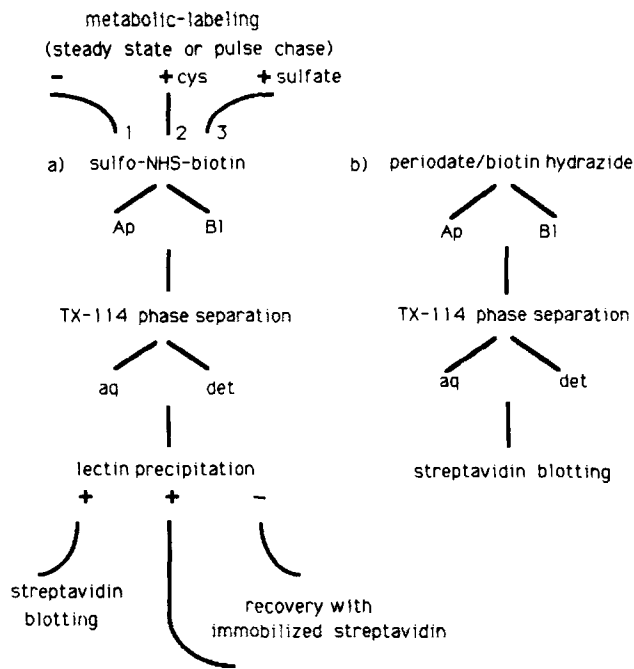 metabolic-labeling
(steady state or pulse chase)
- + cys + sulfate
1 2 3
a) sulfo-NHS-biotin b) periodate/biotin hydrazide
Ap Bl Ap Bl
TX-114 phase separation TX-114 phase separation
aq det aq det
lectin precipitation streptavidin blotting
+ + -
streptavidin
blotting
recovery with
immobilized streptavidin